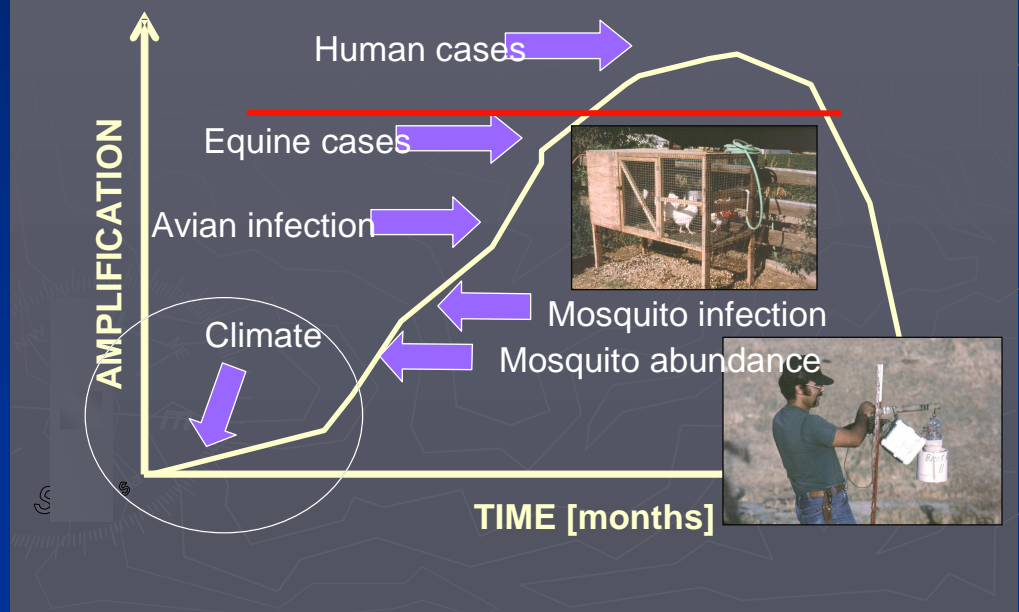 Human cases
Equine cases
Avian infection
Climate
Mosquito infection
Mosquito abundance
AMPLIFICATION
TIME [months]